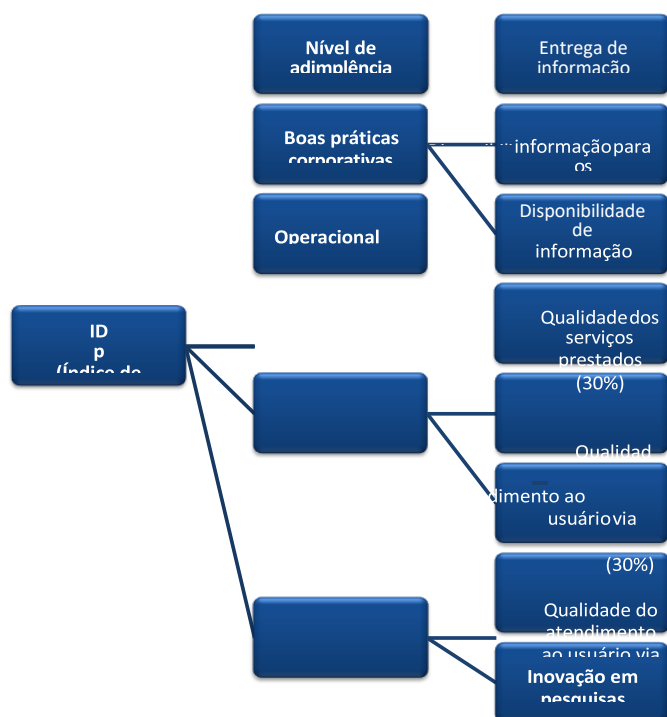 Nível de
adimplência
Entrega de
informação
Boas práticas
corporativas
informação para
os
Operacional
Disponibilidade
de
informação
ID
p
(Índice de
Qualidade dos
serviços
prestados
(30%)
Qualidad
dimento ao
usuário via
(30%)
Qualidade do
atendimento
ao usuário via
Inovação em
pesquisas